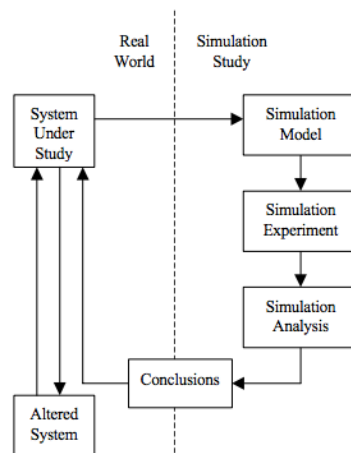 Real
World
Simulation
Study
System
Under
Study
Simulation
Model
Simulation
Experiment
Simulation
Analysis
Conclusions
Altered
System